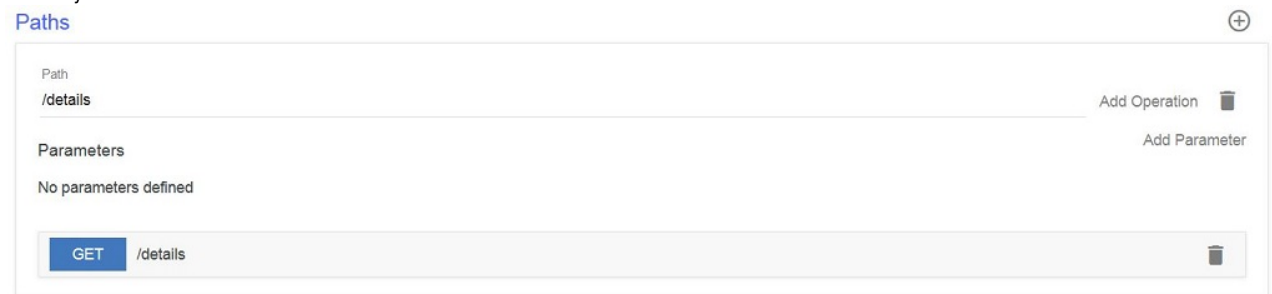 Paths
Path
/details
Add Operation
Parameters
Add Parameter
No parameters defined
GET /details